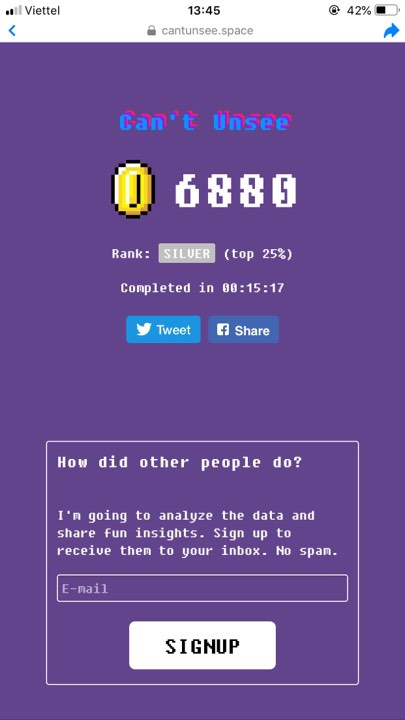 Viettel 13:45 42%
cantunsee.space
Can't Unsee
6880
Rank: SILVER (top 25%)
Completed in 00:15:17
Tweet Share
How did other people do?
I'm going to analyze the data and
share fun insights. Sign up to
receive them to your inbox. No spam.
E-mail
SIGNUP